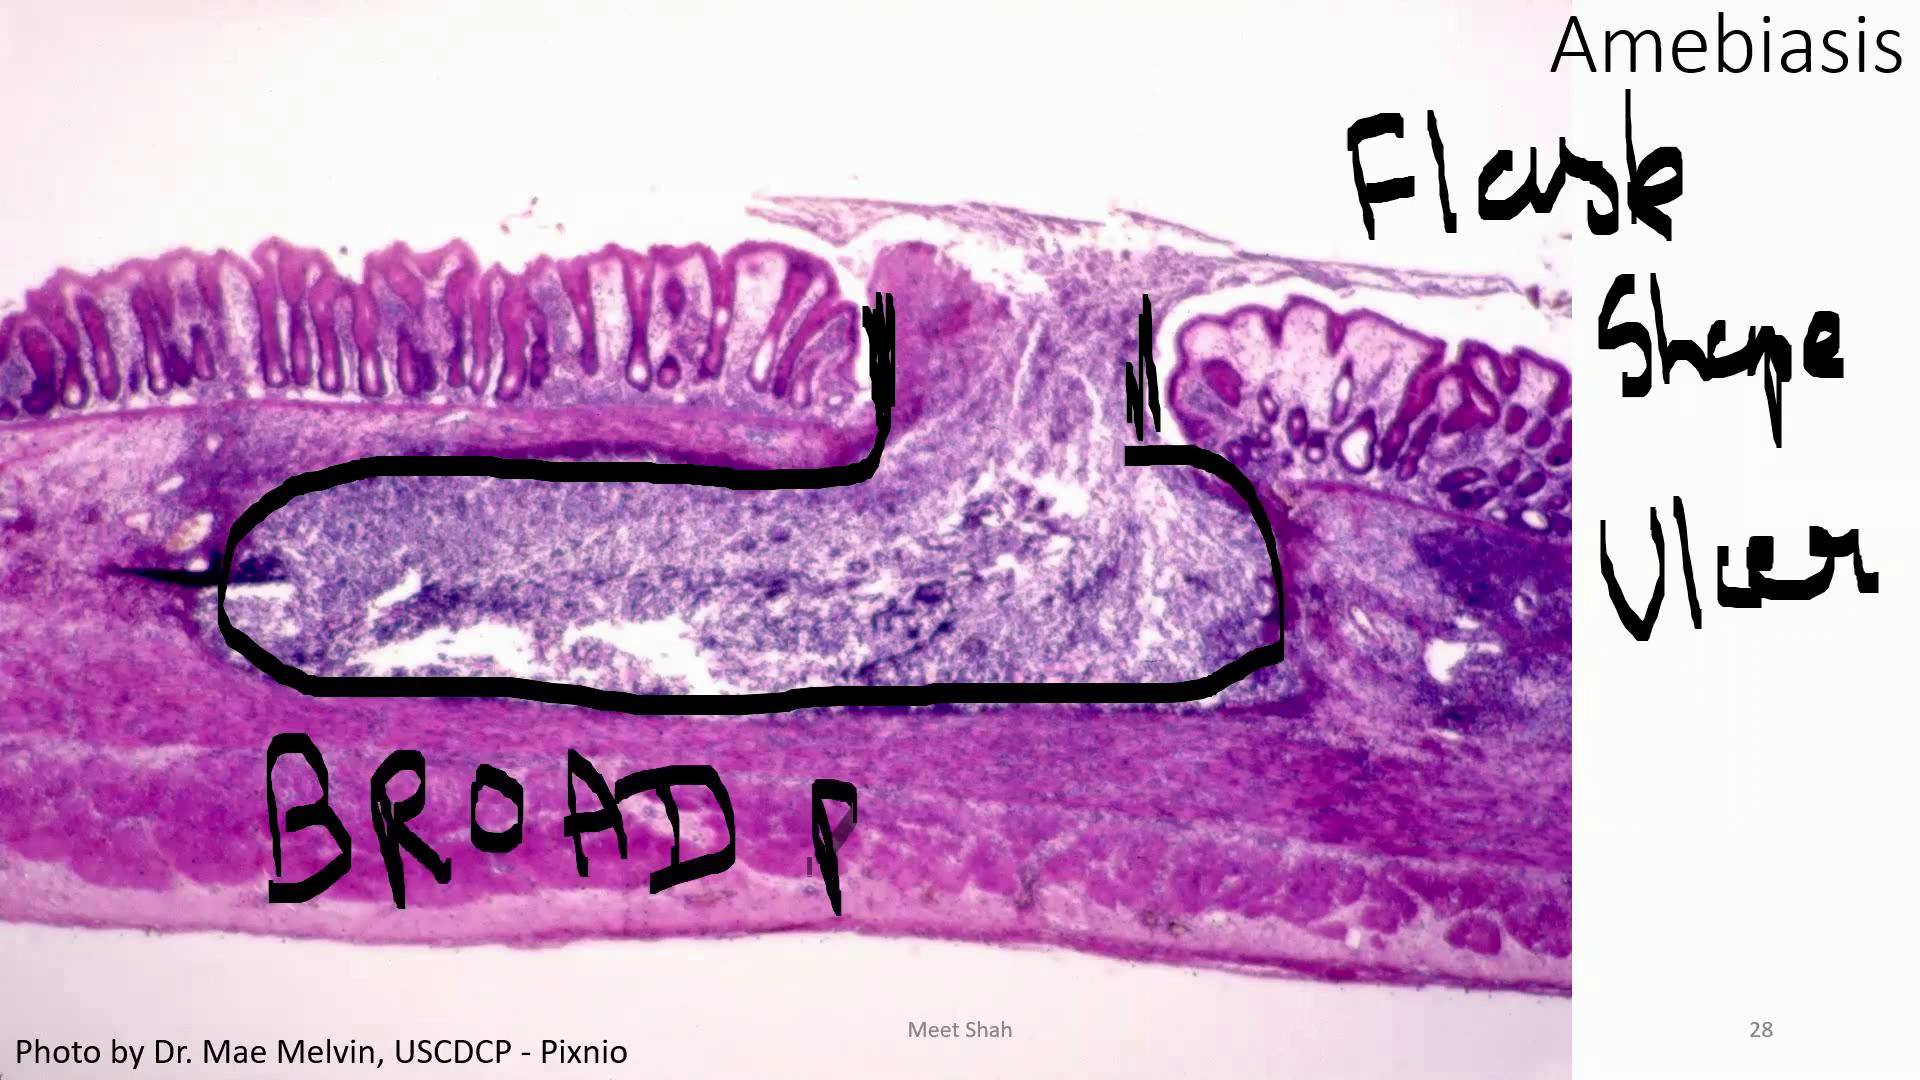 Amebiasis
Flask
Shape
Ulcer
BROAD P
Meet Shah
28
Photo by Dr. Mae Melvin, USCDCP - Pixnio